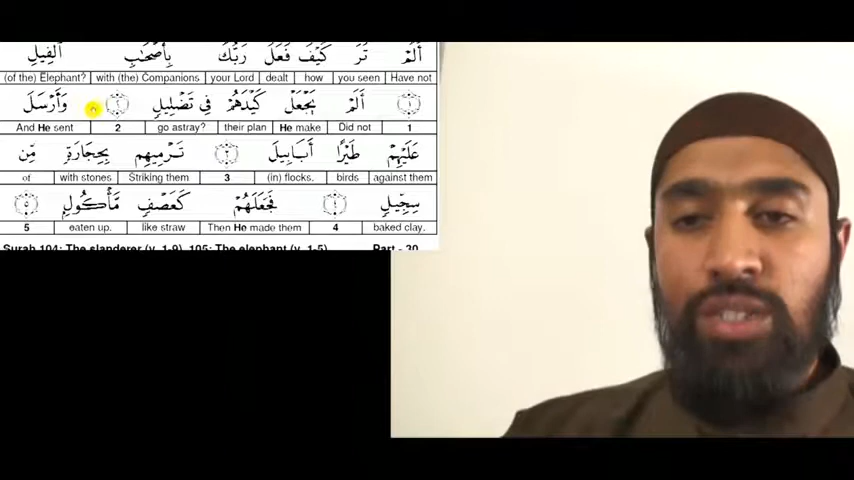 أَلَمْ تَرَ كَيْفَ فَعَلَ رَبُّكَ بِأَصْحَٰبِ ٱلْفِيلِ
Have not you seen how dealt your Lord with (the) Companions (of the) Elephant?
١ أَلَمْ يَجْعَلْ كَيْدَهُمْ فِى تَضْلِيلٍ ٢ وَأَرْسَلَ
1 Did not He make their plan go astray? 2 And He sent
عَلَيْهِمْ طَيْرًا أَبَابِيلَ ٣ تَرْمِيهِم بِحِجَارَةٍ مِّن
against them birds (in) flocks. 3 Striking them with stones of
سِجِّيلٍ ٤ فَجَعَلَهُمْ كَعَصْفٍ مَّأْكُولٍ ٥
baked clay. 4 Then He made them like straw eaten up. 5
Surah 104: The slanderer (v. 1-9), 105: The elephant (v. 1-5) Part - 30